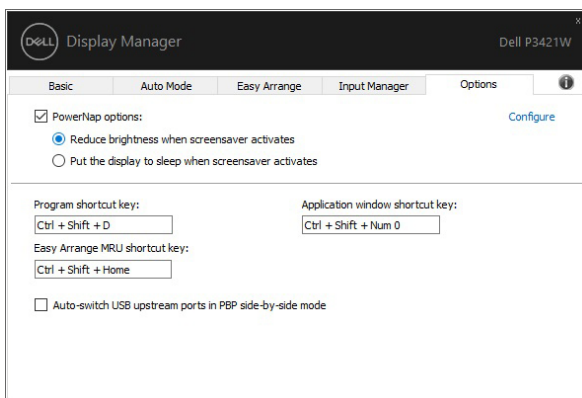 DELL Display Manager Dell P3421W
x
Basic Auto Mode Easy Arrange Input Manager Options i
PowerNap options: Configure
Reduce brightness when screensaver activates
Put the display to sleep when screensaver activates
Program shortcut key: Application window shortcut key:
Ctrl + Shift + D Ctrl + Shift + Num 0
Easy Arrange MRU shortcut key:
Ctrl + Shift + Home
Auto-switch USB upstream ports in PBP side-by-side mode